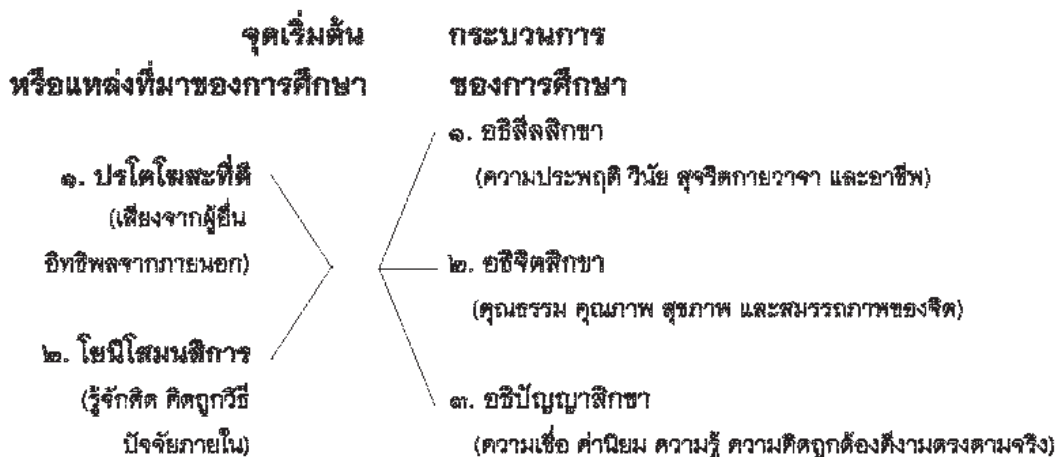 จุดเริ่มต้น
หรือแหล่งที่มาของการศึกษา
๑. ปรโตโฆสะที่ดี
(เสียงจากผู้อื่น
อิทธิพลจากภายนอก)
๒. โยนิโสมนสิการ
(รู้จักคิด คิดถูกวิธี
ปัจจัยภายใน)
กระบวนการ
ของการศึกษา
๑. อธิสีลสิกขา
(ความประพฤติ วินัย สุจริตกายวาจา และอาชีพ)
๒. อธิจิตสิกขา
(คุณธรรม คุณภาพ สุขภาพ และสมรรถภาพของจิต)
๓. อธิปัญญาสิกขา
(ความเชื่อ ค่านิยม ความรู้ ความคิดถูกต้องดีงามตรงตามจริง)